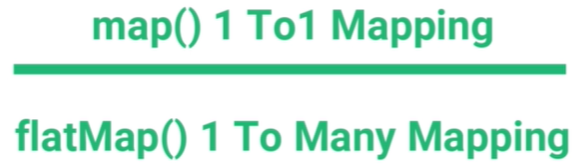 map() 1 To1 Mapping
flatMap() 1 To Many Mapping